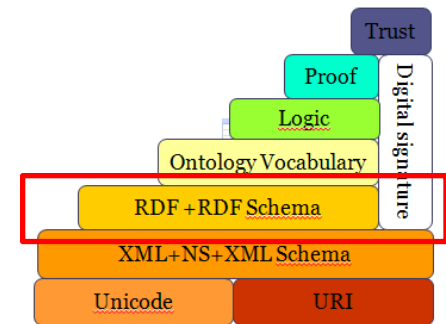 Trust
Proof
Digital signature
Logic
Ontology Vocabulary
RDF +RDF Schema
XML+NS+XML Schema
Unicode
URI